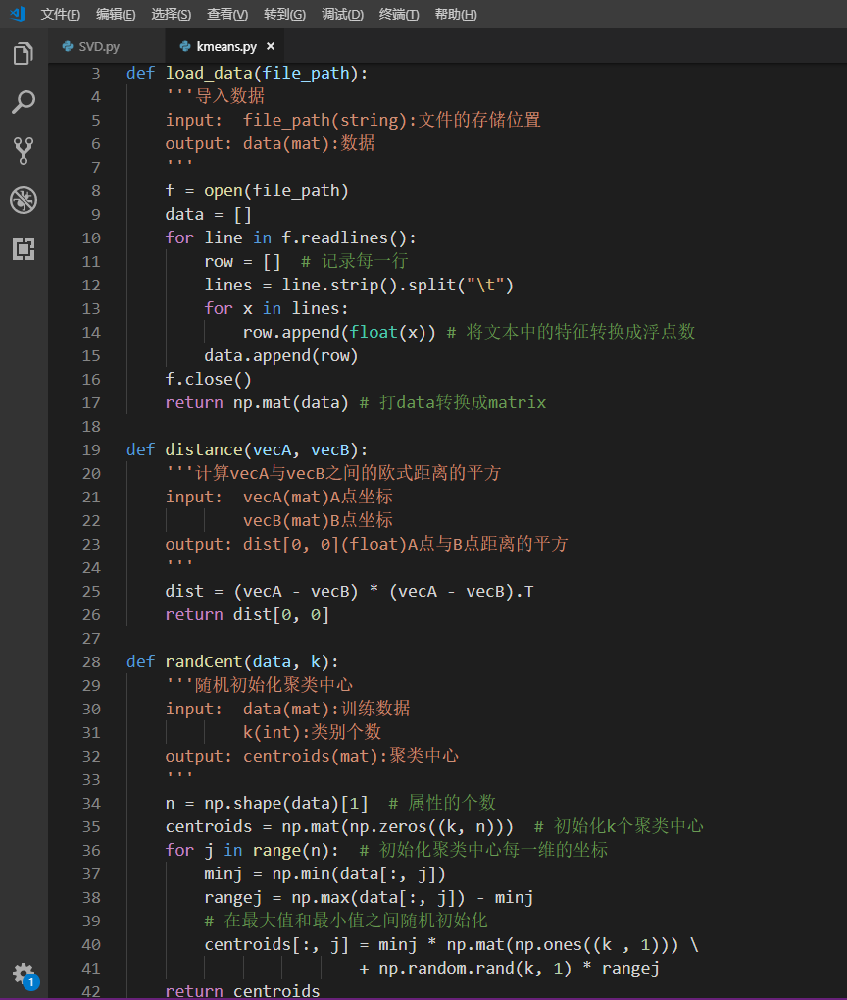 文件(F) 编辑(E) 选择(S) 查看(V) 转到(G) 调试(D) 终端(T) 帮助(H)
SVD.py kmeans.py ×
3 def load_data(file_path):
4     '''导入数据
5     input:  file_path(string):文件的存储位置
6     output: data(mat):数据
7     '''
8     f = open(file_path)
9     data = []
10     for line in f.readlines():
11         row = []  # 记录每一行
12         lines = line.strip().split("\t")
13         for x in lines:
14             row.append(float(x)) # 将文本中的特征转换成浮点数
15         data.append(row)
16     f.close()
17     return np.mat(data) # 打data转换成matrix
18
19 def distance(vecA, vecB):
20     '''计算vecA与vecB之间的欧式距离的平方
21     input:  vecA(mat)A点坐标
22             vecB(mat)B点坐标
23     output: dist[0, 0](float)A点与B点距离的平方
24     '''
25     dist = (vecA - vecB) * (vecA - vecB).T
26     return dist[0, 0]
27
28 def randCent(data, k):
29     '''随机初始化聚类中心
30     input:  data(mat):训练数据
31             k(int):类别个数
32     output: centroids(mat):聚类中心
33     '''
34     n = np.shape(data)[1]  # 属性的个数
35     centroids = np.mat(np.zeros((k, n)))  # 初始化k个聚类中心
36     for j in range(n):  # 初始化聚类中心每一维的坐标
37         minj = np.min(data[:, j])
38         rangej = np.max(data[:, j]) - minj
39         # 在最大值和最小值之间随机初始化
40         centroids[:, j] = minj * np.mat(np.ones((k , 1))) \
41                         + np.random.rand(k, 1) * rangej
42     return centroids
1